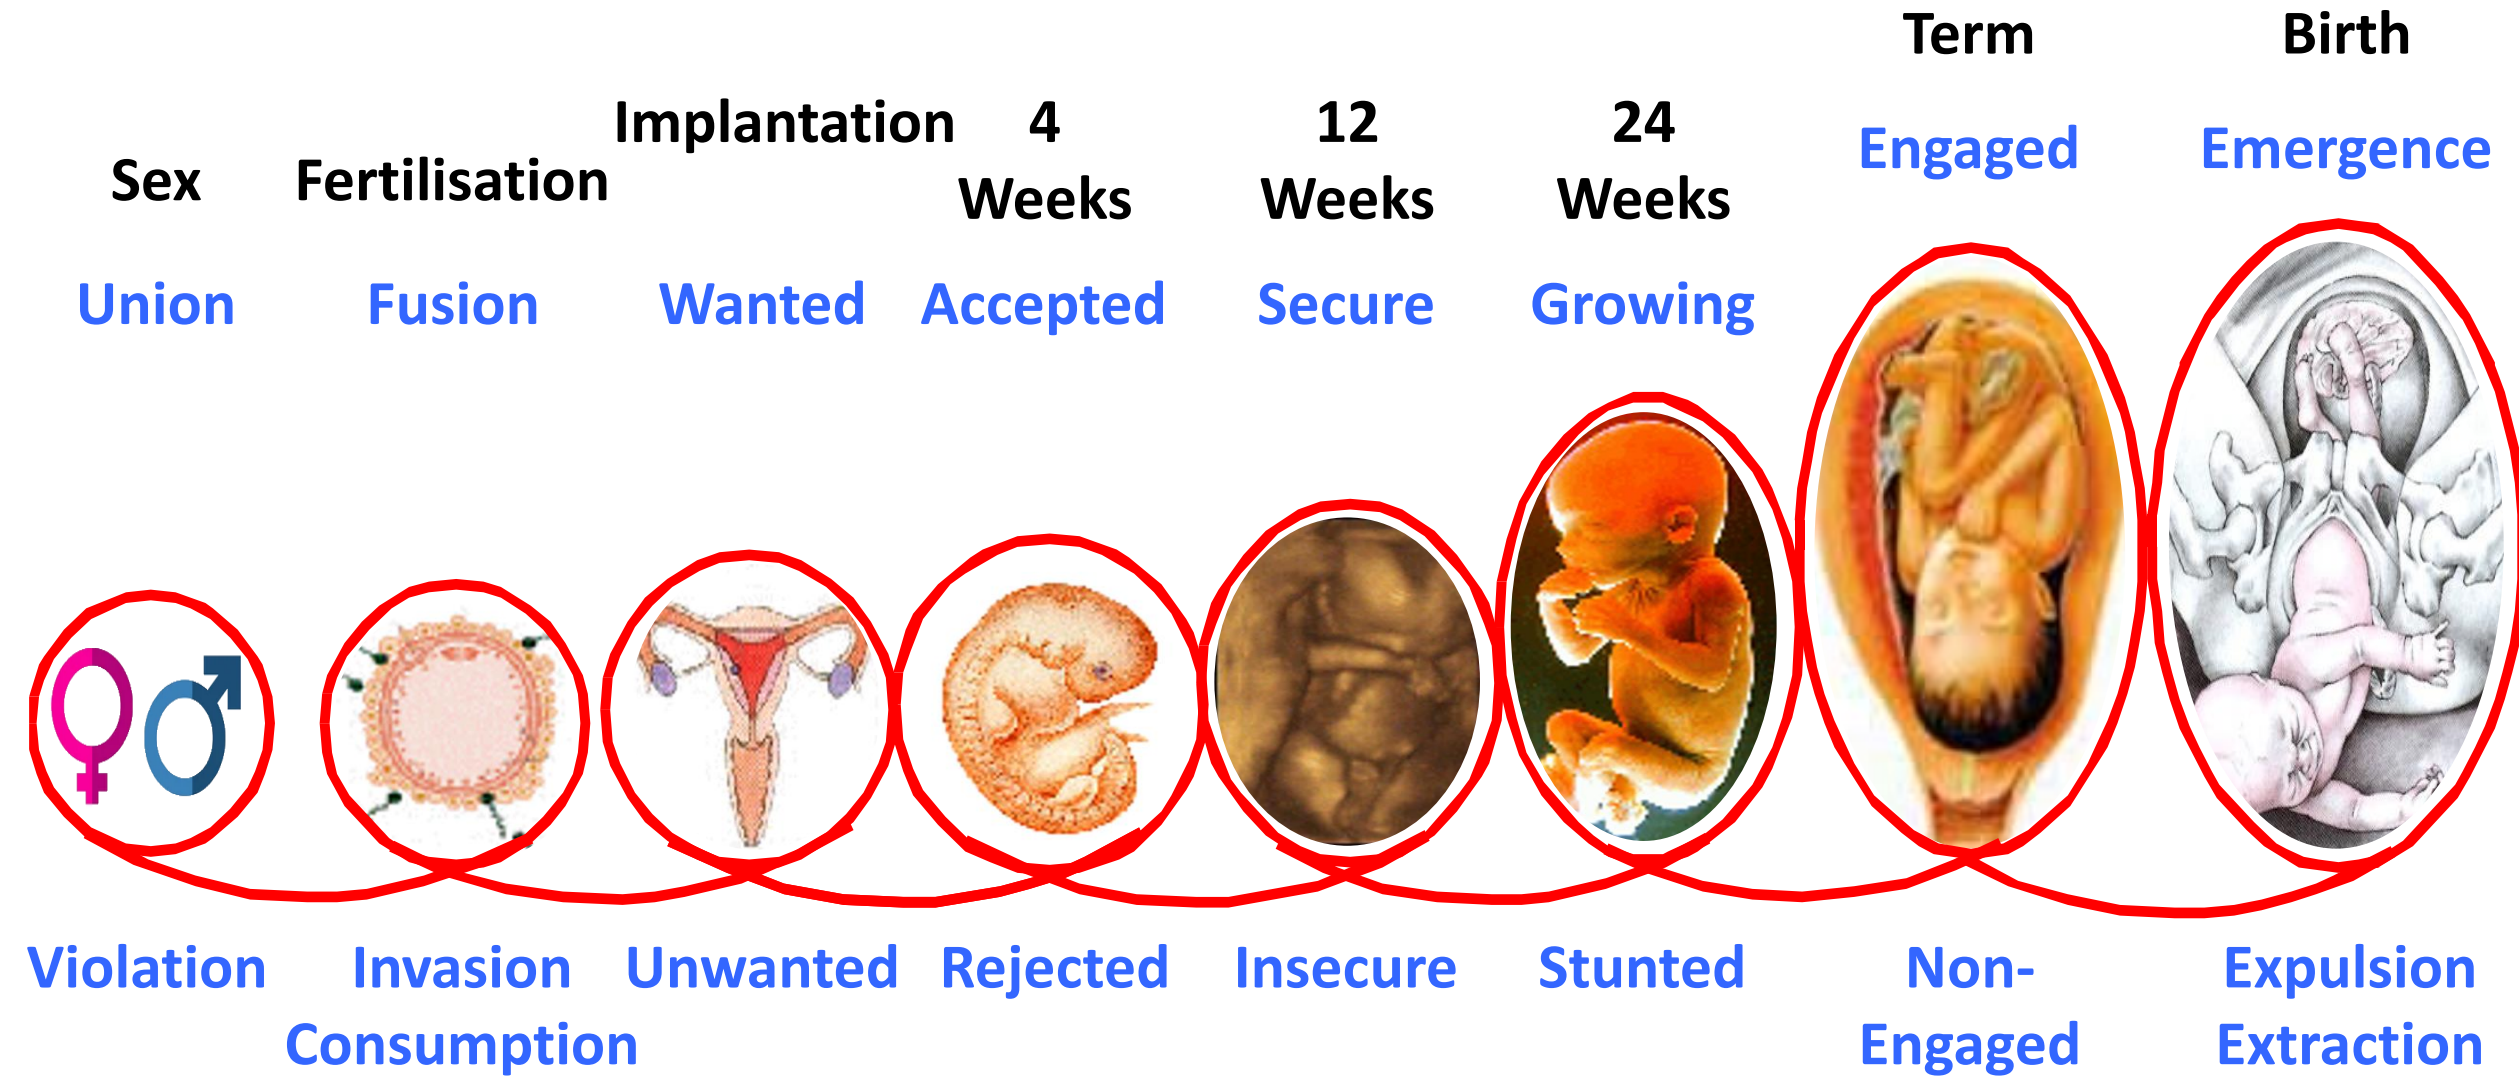 Sex
Union
Fertilisation
Fusion
Implantation
Wanted
4
Weeks
Accepted
12
Weeks
Secure
24
Weeks
Growing
Term
Engaged
Birth
Emergence
Violation
Invasion
Consumption
Unwanted
Rejected
Insecure
Stunted
Non-
Engaged
Expulsion
Extraction